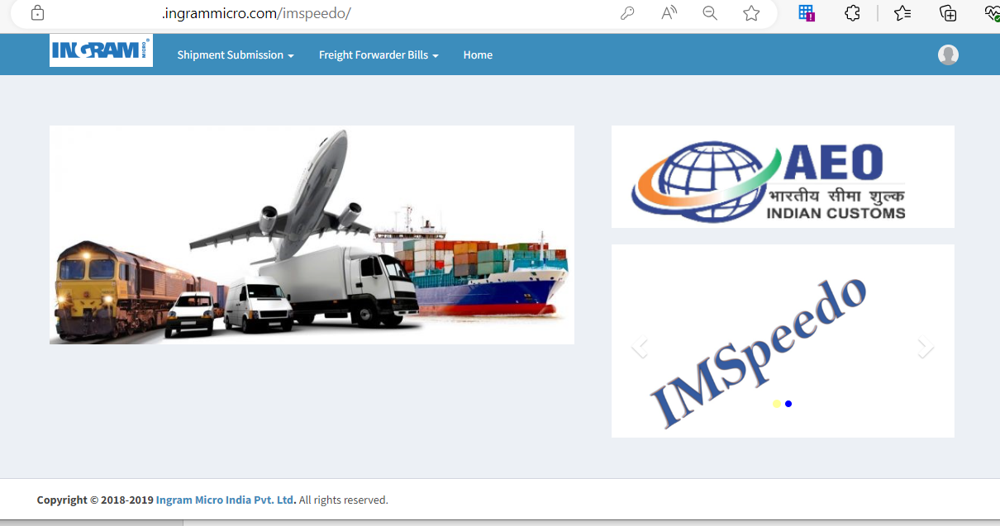 .ingrammicro.com/imspeedo/
INGRAM MICRO
Shipment Submission
Freight Forwarder Bills
Home
AEO
भारतीय सीमा शुल्क
INDIAN CUSTOMS
IMSpeedo
Copyright © 2018-2019 Ingram Micro India Pvt. Ltd. All rights reserved.